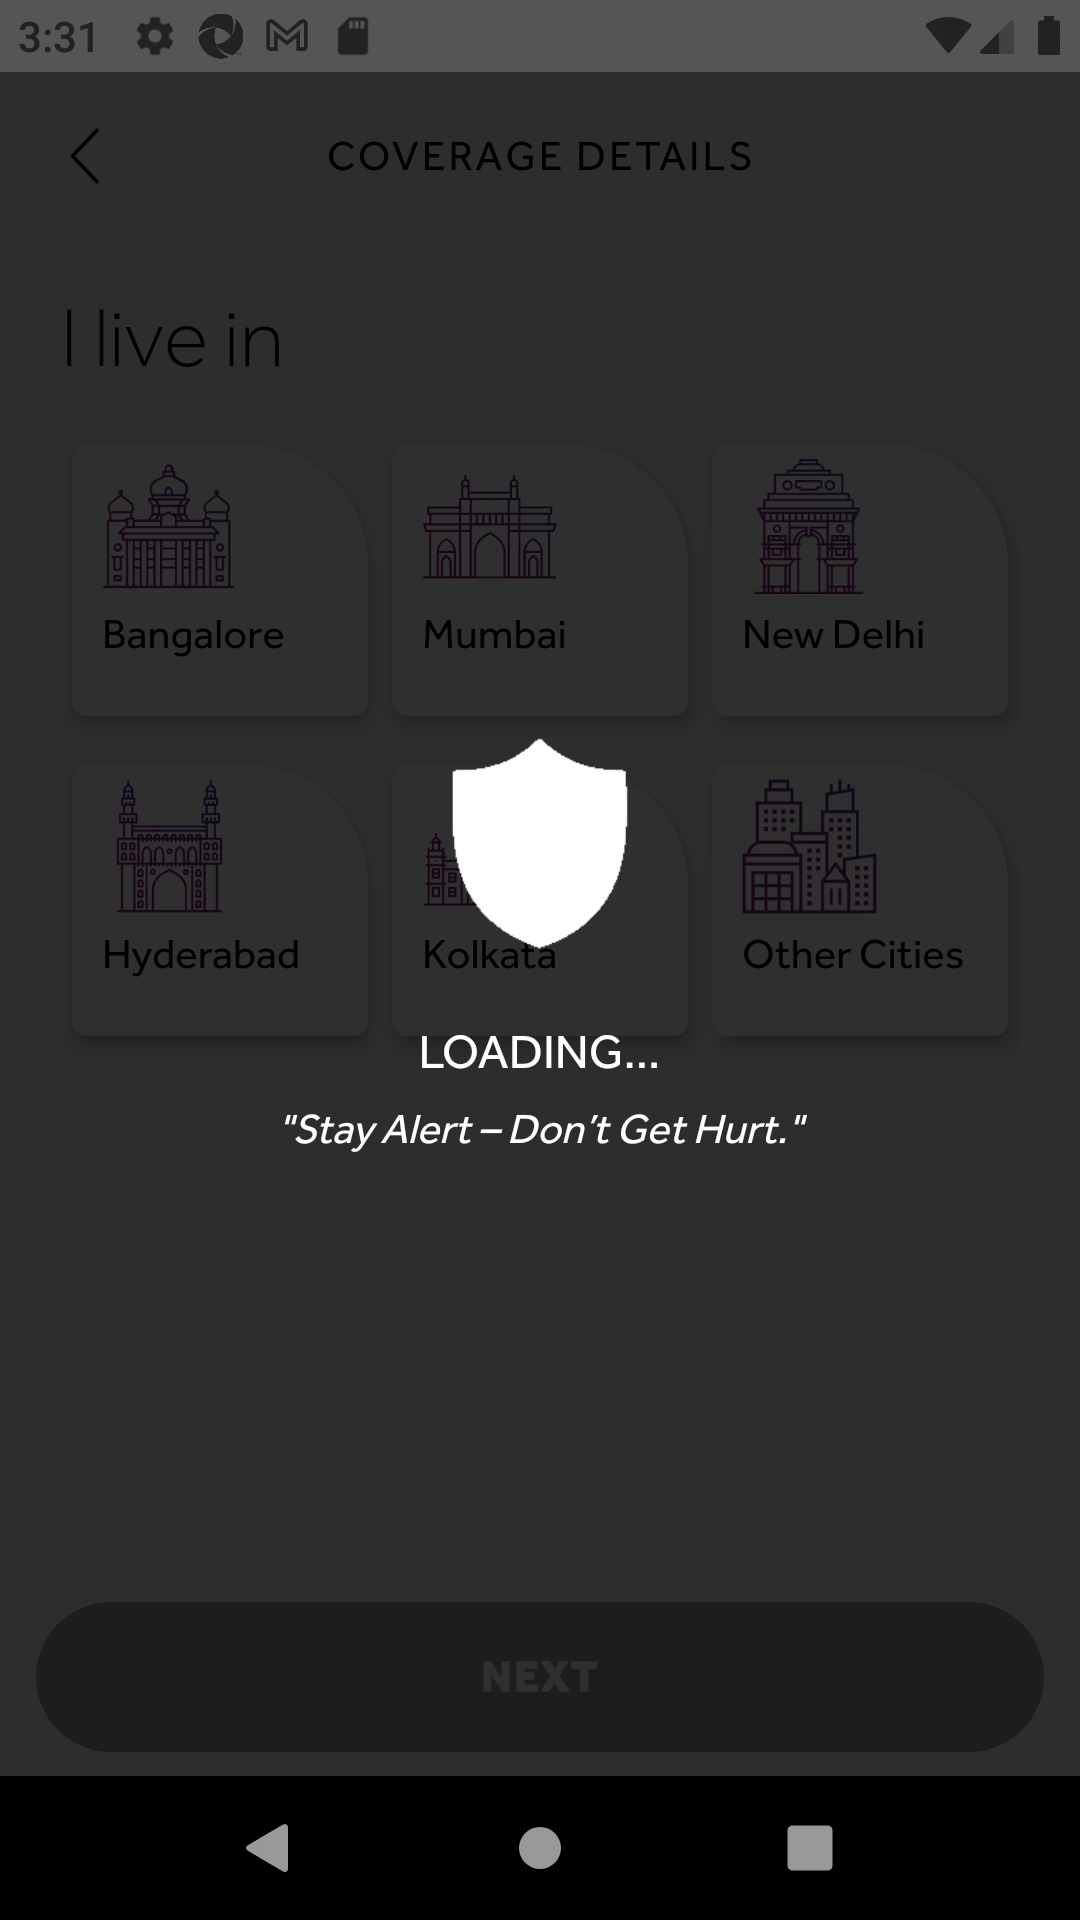 3:31
COVERAGE DETAILS
I live in
Bangalore
Mumbai
New Delhi
Hyderabad
Kolkata
Other Cities
LOADING...
"Stay Alert – Don't Get Hurt."
NEXT